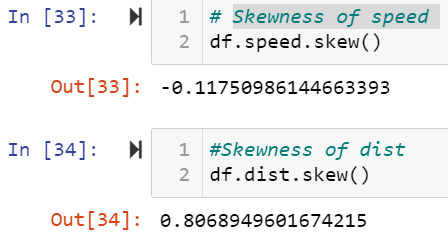 In [33]: 1 # Skewness of speed
2 df.speed.skew()
Out[33]: -0.11750986144663393
In [34]: 1 #Skewness of dist
2 df.dist.skew()
Out[34]: 0.8068949601674215